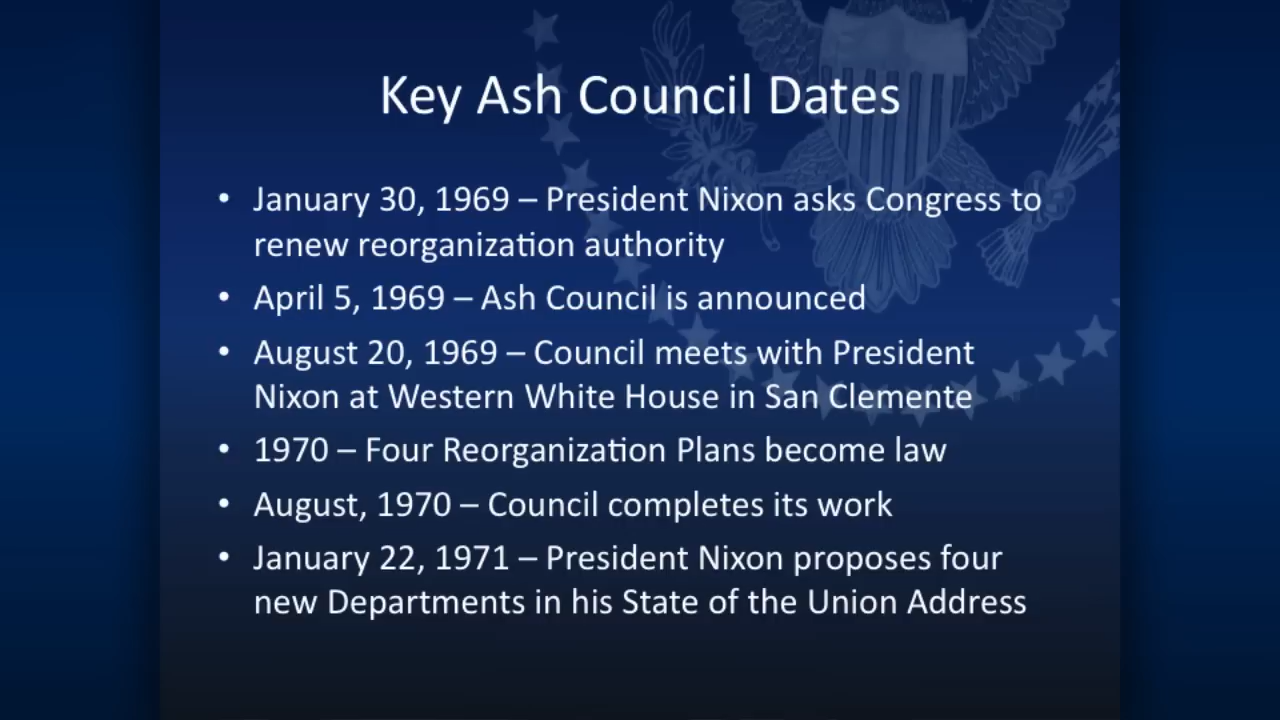 Key Ash Council Dates
• January 30, 1969 – President Nixon asks Congress to
renew reorganization authority
• April 5, 1969 – Ash Council is announced
• August 20, 1969 – Council meets with President
Nixon at Western White House in San Clemente
• 1970 – Four Reorganization Plans become law
• August, 1970 – Council completes its work
• January 22, 1971 – President Nixon proposes four
new Departments in his State of the Union Address